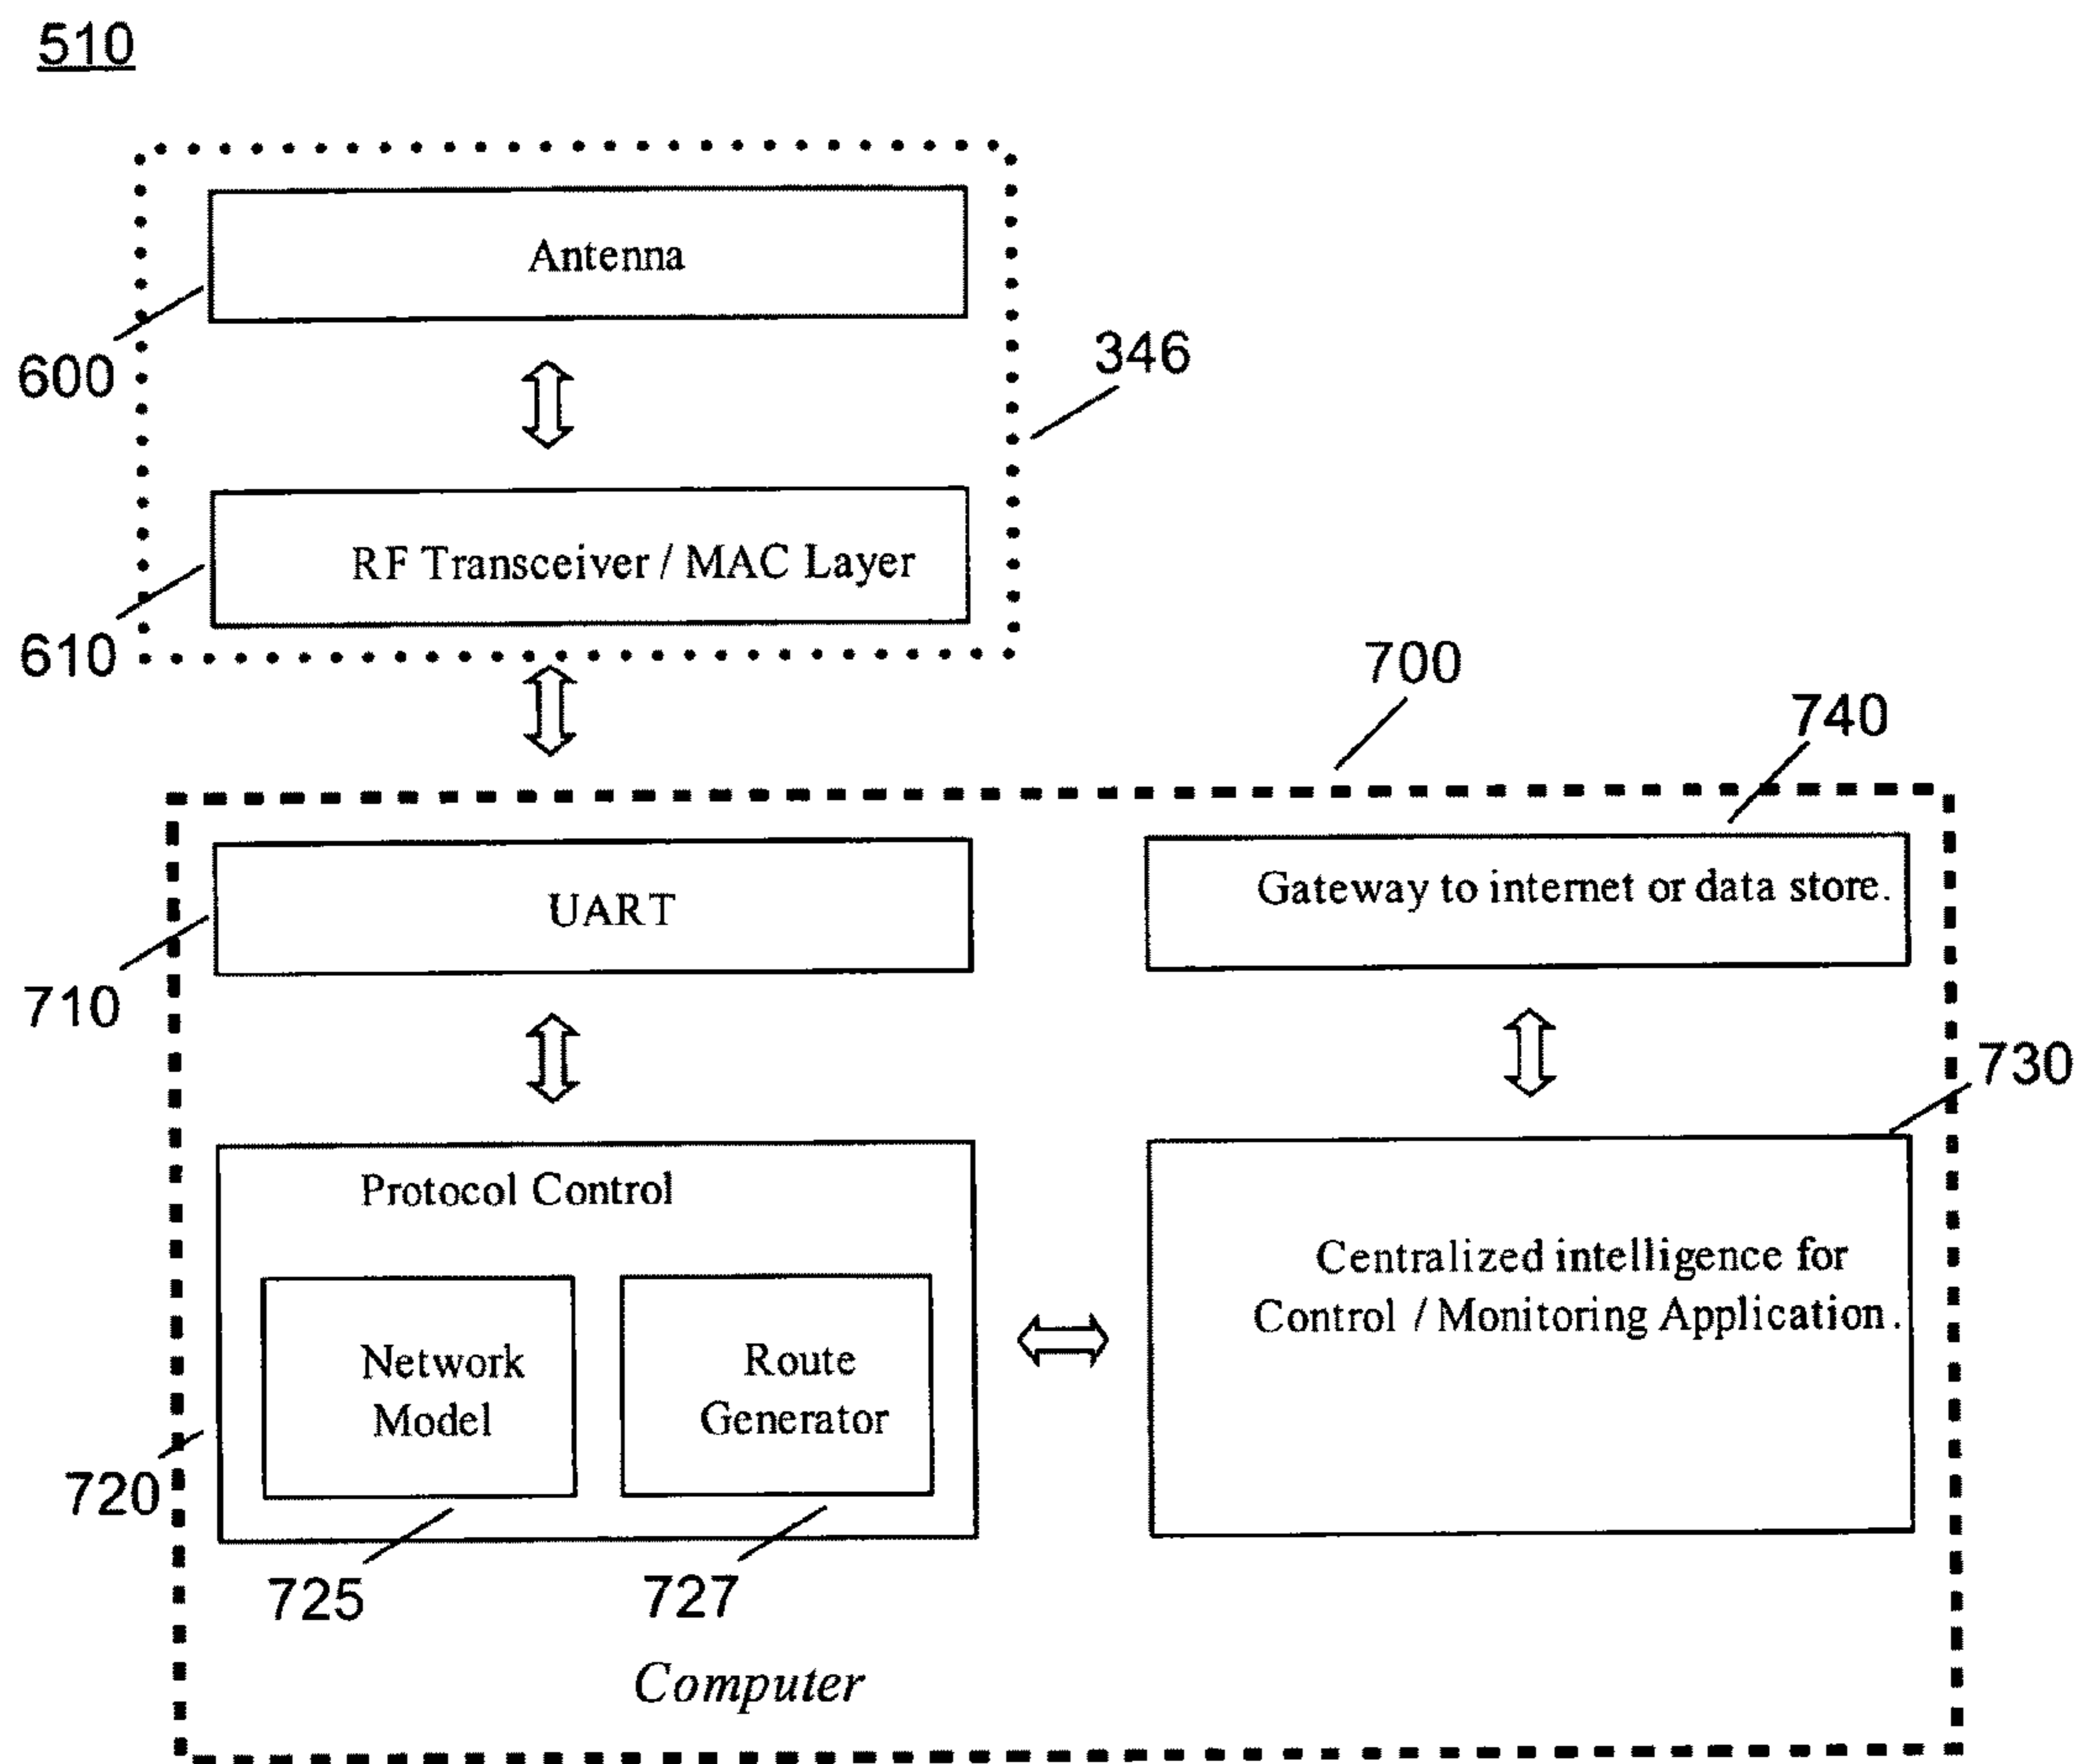 510
Antenna
600
346
RF Transceiver / MAC Layer
610
700
740
UART
Gateway to internet or data store.
710
730
Protocol Control
Centralized intelligence for
Control / Monitoring Application.
Network
Model
Route
Generator
720
725
727
Computer